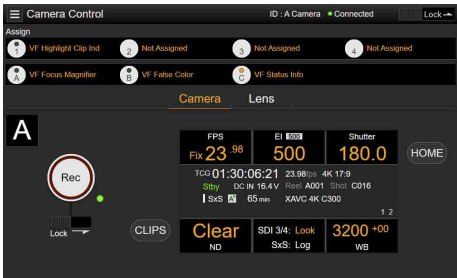 Camera Control ID : A Camera Connected Lock
Assign
1 VF Highlight Clip Ind 2 Not Assigned 3 Not Assigned 4 Not Assigned
A VF Focus Magnifier B VF False Color C VF Status Info
Camera Lens
A
FPS EI 500 Shutter
Fix 23.98 500 180.0 HOME
TCG 01:30:06:21 23.98fps 4K 17:9
Stby DC IN 16.4 V Reel A001 Shot C016
SxS A 65 min XAVC 4K C300
1 2
Rec
Lock
CLIPS
Clear SDI 3/4: Look 3200 +00
ND SxS: Log WB